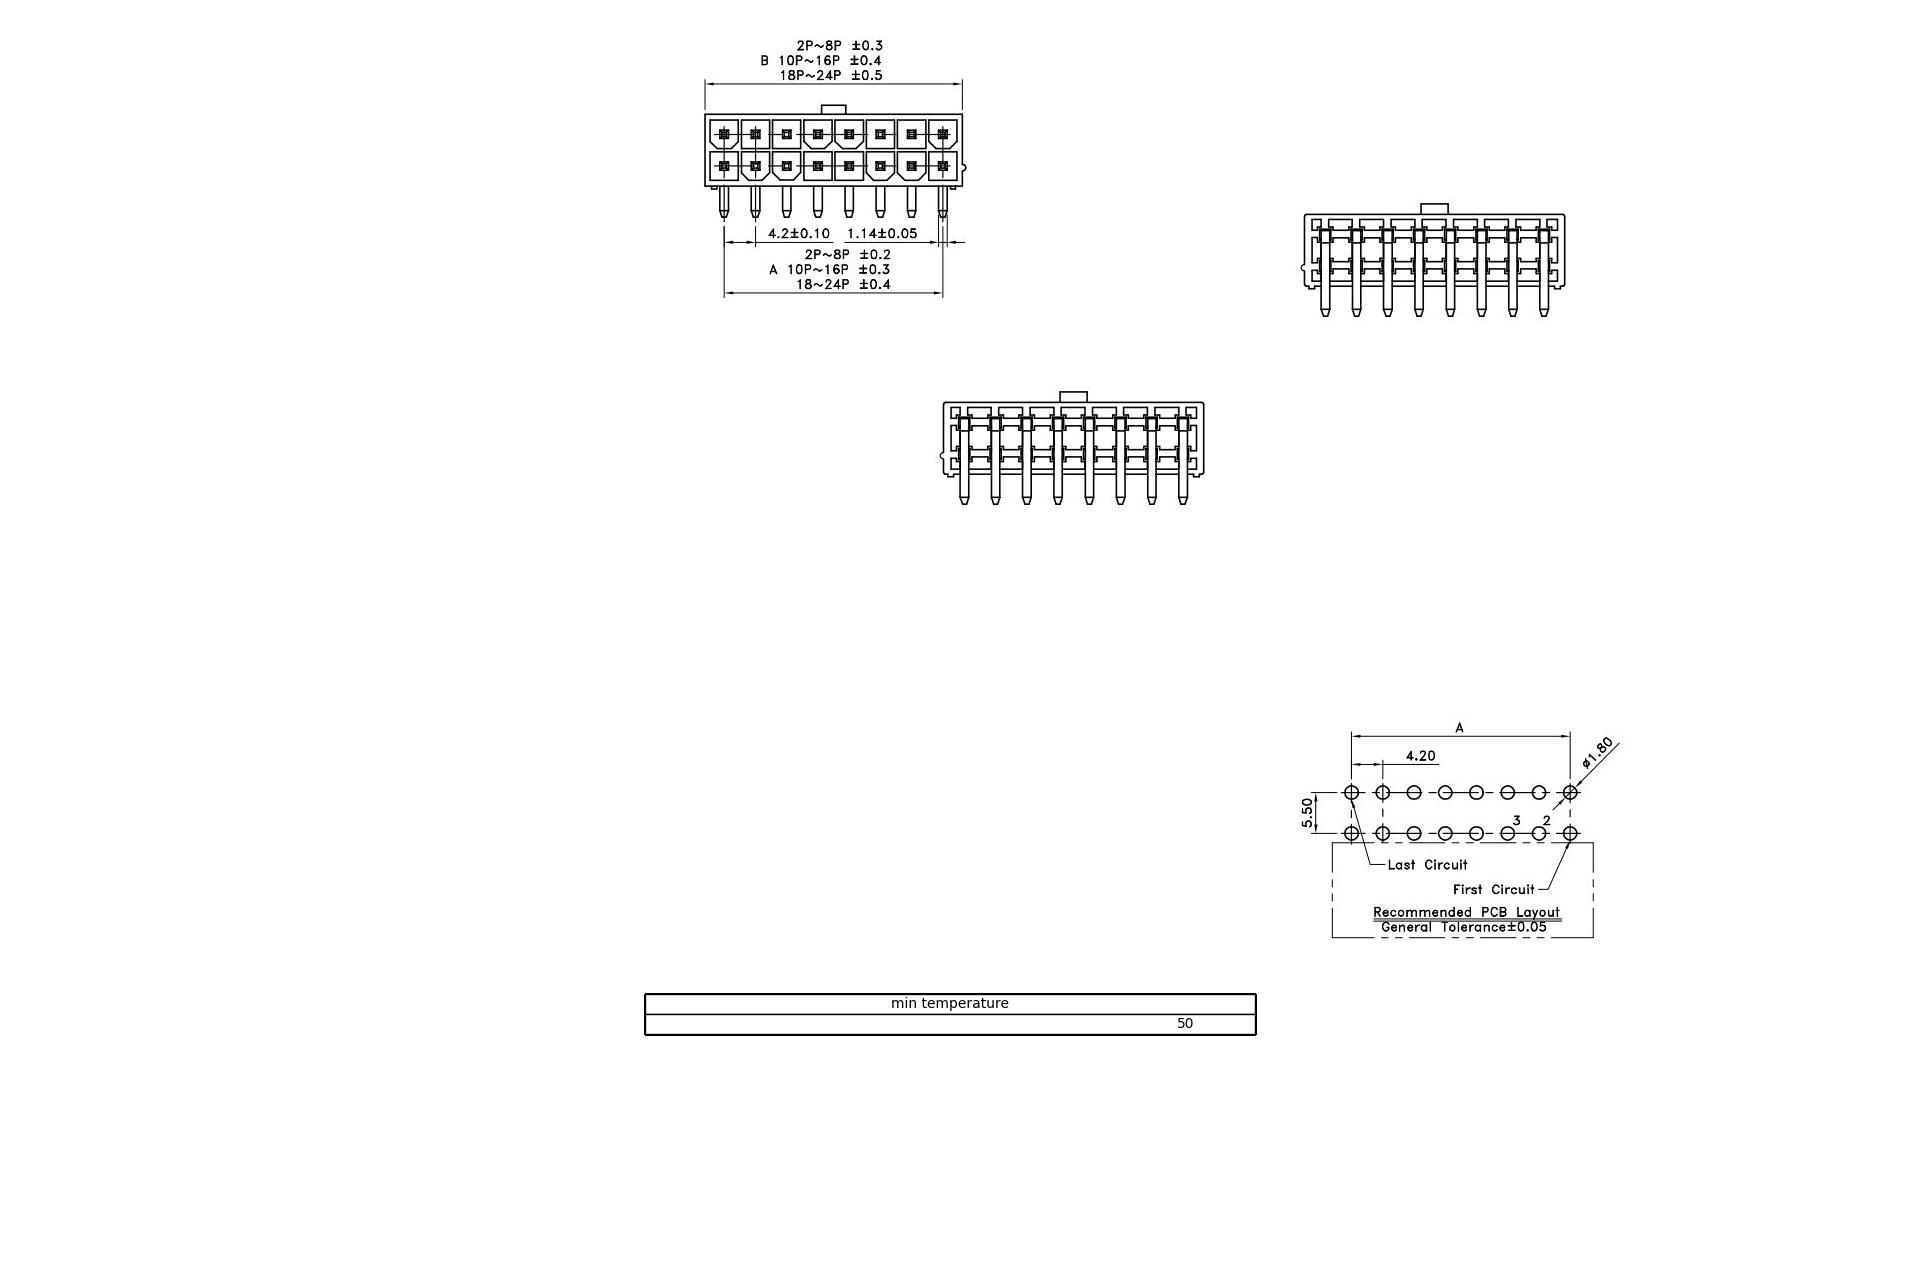 2P~8P ±0.3
B 10P~16P ±0.4
18P~24P ±0.5
4.2±0.10 1.14±0.05
2P~8P ±0.2
A 10P~16P ±0.3
18~24P ±0.4
A
4.20
ø1.80
5.50
3 2
Last Circuit
First Circuit
Recommended PCB Layout
General Tolerance±0.05
min temperature
50